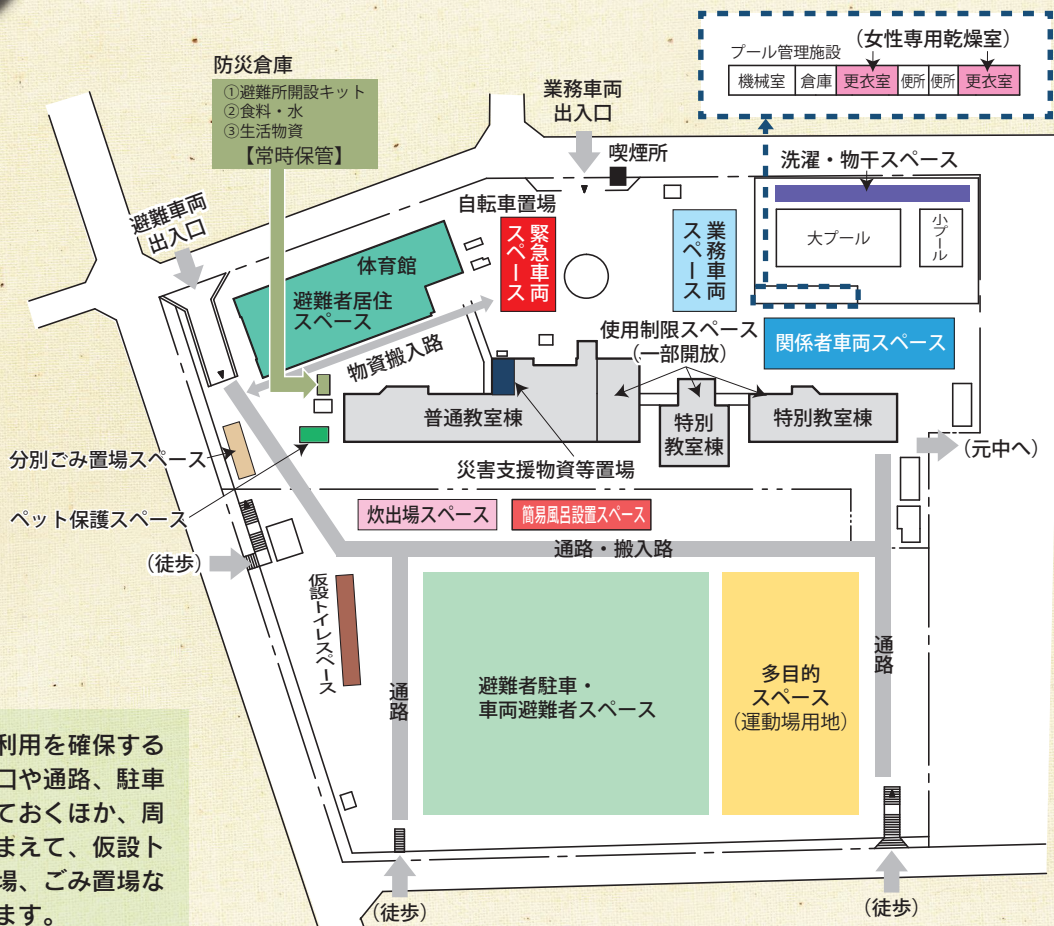 (女性専用乾燥室)
プール管理施設
機械室 倉庫 更衣室 便所 便所 更衣室
防災倉庫
①避難所開設キット
②食料・水
③生活物資
【常時保管】
業務車両
出入口
喫煙所
洗濯・物干スペース
避難車両
出入口
自転車置場
緊急車両
スペース
業務車両
スペース
大プール
小プール
体育館
避難者居住
スペース
物資搬入路
使用制限スペース
(一部開放)
関係者車両スペース
普通教室棟
特別
教室棟
特別教室棟
(元中へ)
分別ごみ置場スペース
災害支援物資等置場
ペット保護スペース
炊出場スペース
簡易風呂設置スペース
(徒歩)
通路・搬入路
仮設トイレスペース
通路
避難者駐車・
車両避難者スペース
多目的
スペース
(運動場用地)
通路
利用を確保する
口や通路、駐車
ておくほか、周
まえて、仮設ト
場、ごみ置場な
ます。
(徒歩)
(徒歩)